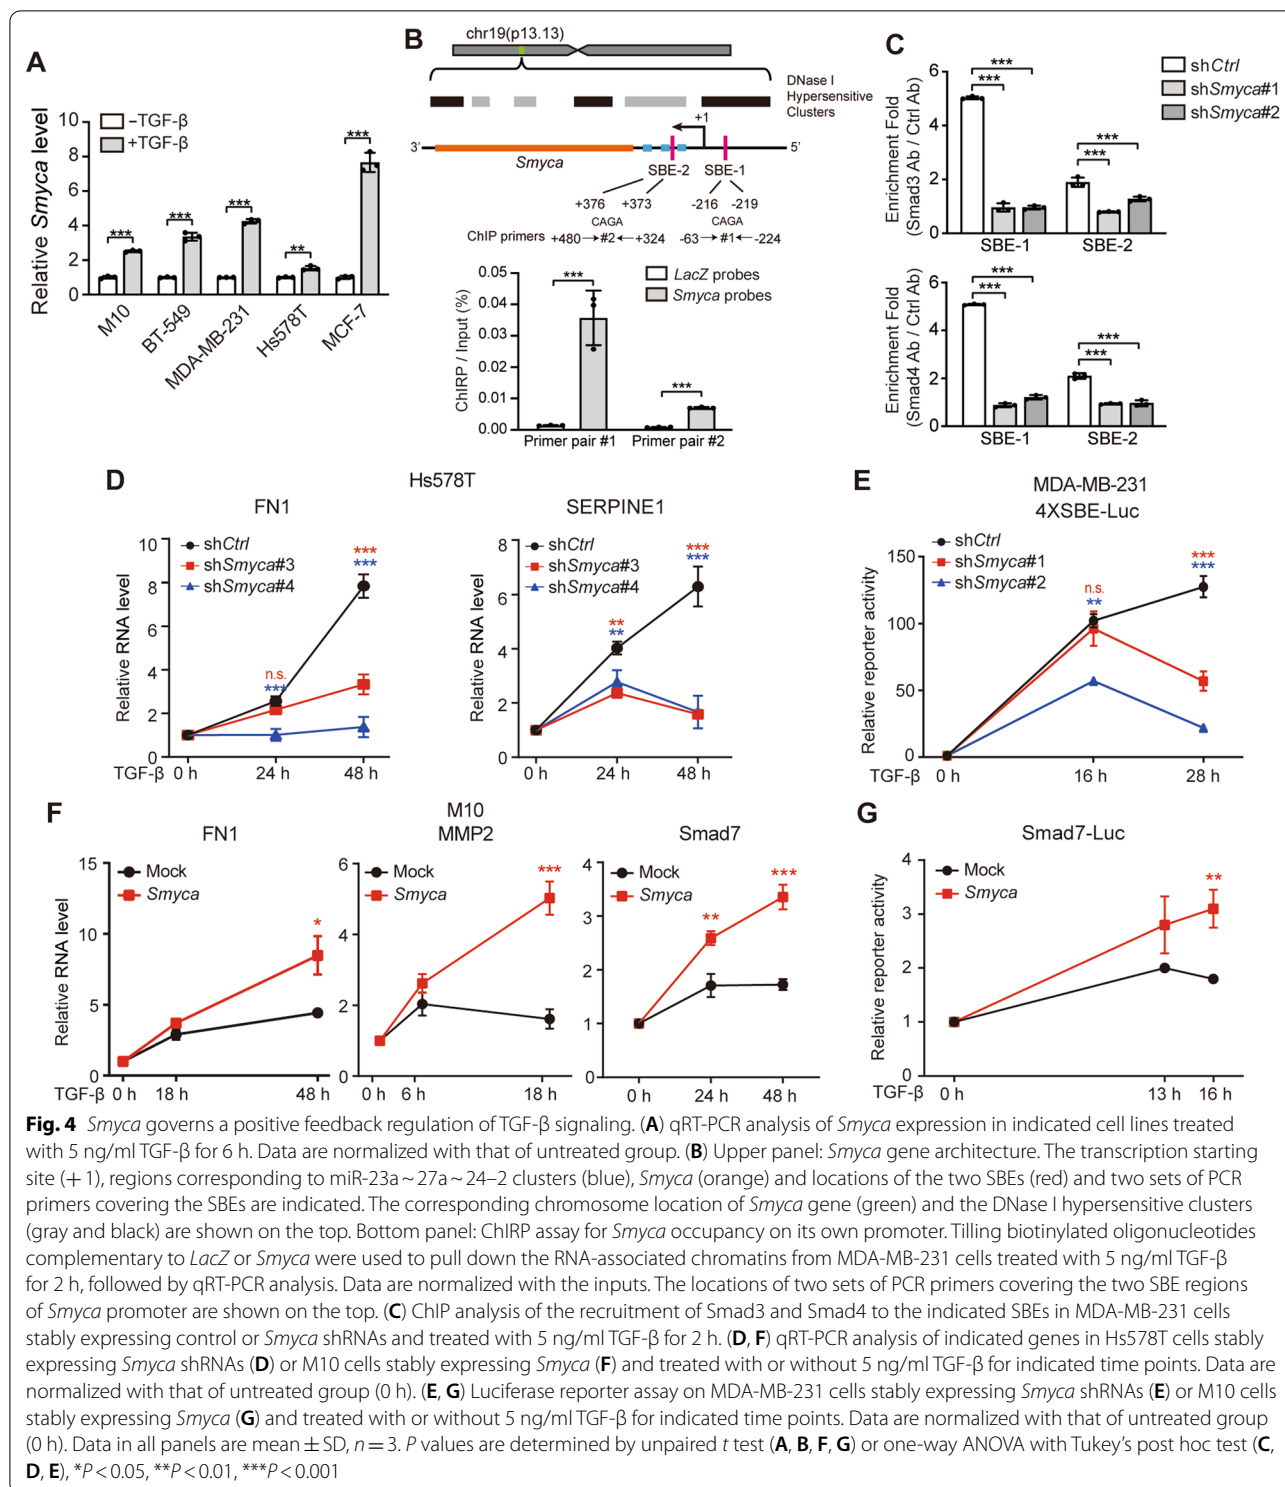 A
Relative Smyca level
10
8
6
4
2
0
−TGF-β
+TGF-β
***
***
***
**
***
M10
BT-549
MDA-MB-231
Hs578T
MCF-7
B
chr19(p13.13)
DNase I
Hypersensitive
Clusters
+1
3’
5’
Smyca
SBE-2
SBE-1
+376
+373
-216
-219
CAGA
CAGA
ChIP primers
+480
#2
+324
-63
#1
-224
ChIRP / Input (%)
0.05
0.04
0.03
0.02
0.01
0.00
***
***
LacZ probes
Smyca probes
Primer pair #1
Primer pair #2
C
shCtrl
shSmyca#1
shSmyca#2
Enrichment Fold
(Smad3 Ab / Ctrl Ab)
6
4
2
0
***
***
***
***
SBE-1
SBE-2
Enrichment Fold
(Smad4 Ab / Ctrl Ab)
6
4
2
0
***
***
***
***
SBE-1
SBE-2
D
Hs578T
FN1
Relative RNA level
10
8
6
4
2
0
shCtrl
shSmyca#3
shSmyca#4
n.s.
***
***
***
TGF-β
0 h
24 h
48 h
SERPINE1
Relative RNA level
8
6
4
2
0
shCtrl
shSmyca#3
shSmyca#4
**
**
***
***
0 h
24 h
48 h
E
MDA-MB-231
4XSBE-Luc
Relative reporter activity
150
100
50
0
shCtrl
shSmyca#1
shSmyca#2
n.s.
**
***
***
TGF-β
0 h
16 h
28 h
F
M10
FN1
Relative RNA level
15
10
5
0
Mock
Smyca
*
TGF-β
0 h
18 h
48 h
MMP2
6
4
2
0
Mock
Smyca
***
0 h
6 h
18 h
Smad7
4
3
2
1
0
Mock
Smyca
**
***
0 h
24 h
48 h
G
Smad7-Luc
Relative reporter activity
4
3
2
1
0
Mock
Smyca
**
TGF-β
0 h
13 h
16 h
Fig. 4 Smyca governs a positive feedback regulation of TGF-β signaling. (A) qRT-PCR analysis of Smyca expression in indicated cell lines treated
with 5 ng/ml TGF-β for 6 h. Data are normalized with that of untreated group. (B) Upper panel: Smyca gene architecture. The transcription starting
site (+ 1), regions corresponding to miR-23a ~ 27a ~ 24–2 clusters (blue), Smyca (orange) and locations of the two SBEs (red) and two sets of PCR
primers covering the SBEs are indicated. The corresponding chromosome location of Smyca gene (green) and the DNase I hypersensitive clusters
(gray and black) are shown on the top. Bottom panel: ChIRP assay for Smyca occupancy on its own promoter. Tilling biotinylated oligonucleotides
complementary to LacZ or Smyca were used to pull down the RNA-associated chromatins from MDA-MB-231 cells treated with 5 ng/ml TGF-β
for 2 h, followed by qRT-PCR analysis. Data are normalized with the inputs. The locations of two sets of PCR primers covering the two SBE regions
of Smyca promoter are shown on the top. (C) ChIP analysis of the recruitment of Smad3 and Smad4 to the indicated SBEs in MDA-MB-231 cells
stably expressing control or Smyca shRNAs and treated with 5 ng/ml TGF-β for 2 h. (D, F) qRT-PCR analysis of indicated genes in Hs578T cells stably
expressing Smyca shRNAs (D) or M10 cells stably expressing Smyca (F) and treated with or without 5 ng/ml TGF-β for indicated time points. Data are
normalized with that of untreated group (0 h). (E, G) Luciferase reporter assay on MDA-MB-231 cells stably expressing Smyca shRNAs (E) or M10 cells
stably expressing Smyca (G) and treated with or without 5 ng/ml TGF-β for indicated time points. Data are normalized with that of untreated group
(0 h). Data in all panels are mean ± SD, n = 3. P values are determined by unpaired t test (A, B, F, G) or one-way ANOVA with Tukey’s post hoc test (C,
D, E), *P < 0.05, **P < 0.01, ***P < 0.001